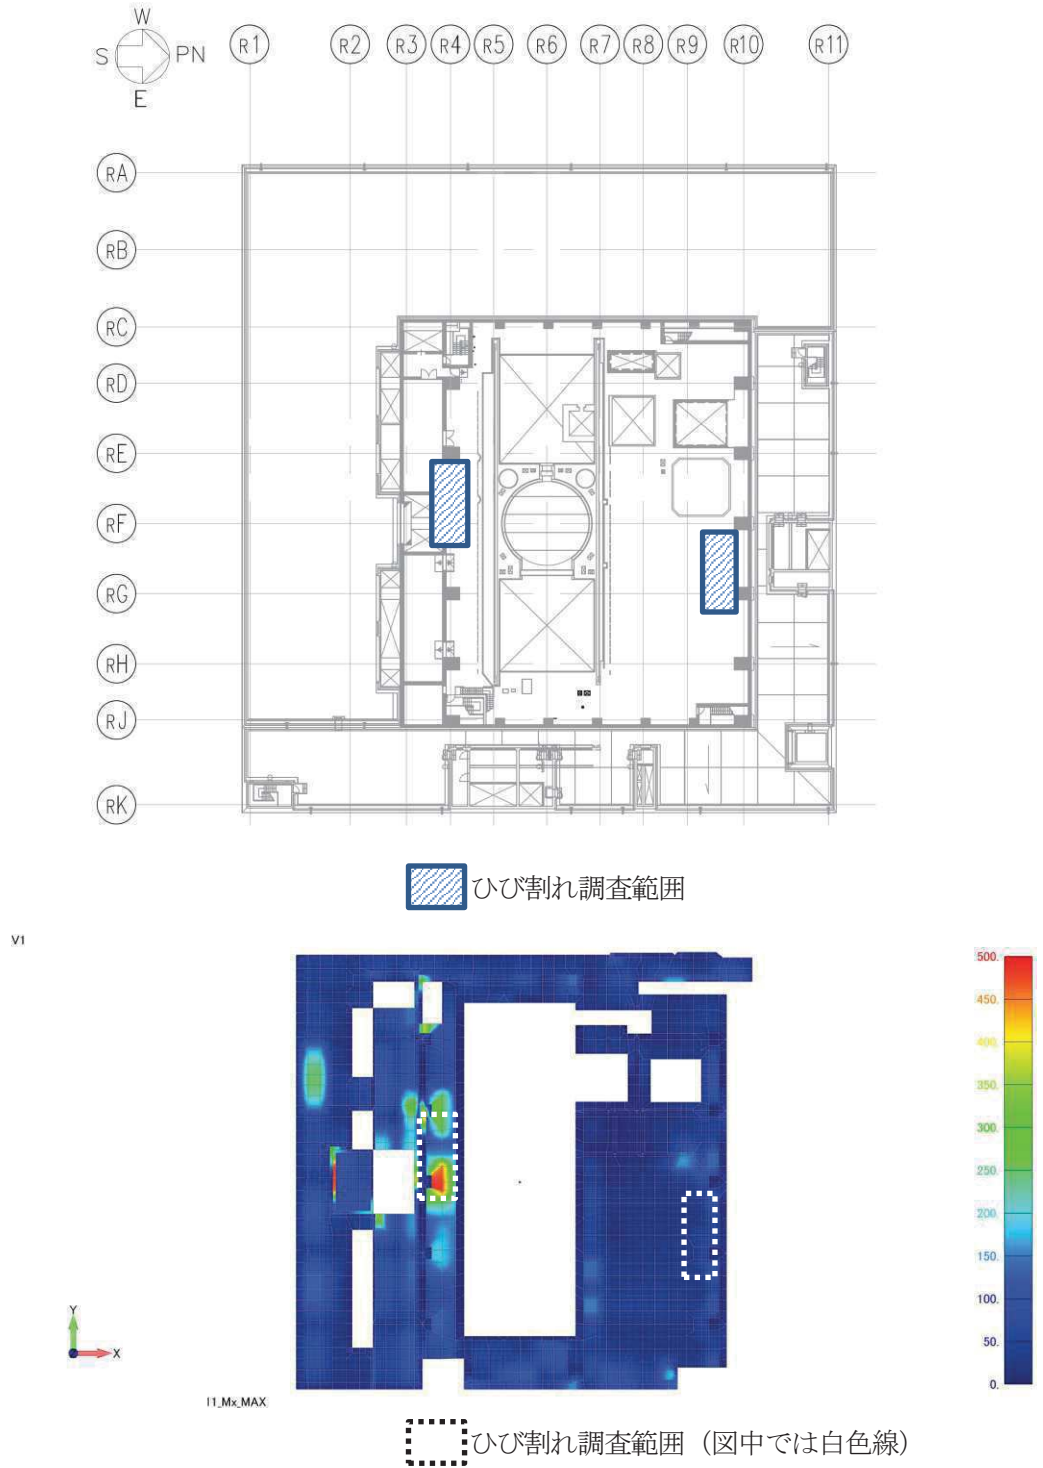 W
S PN
E
R1 R2 R3 R4 R5 R6 R7 R8 R9 R10 R11
RA
RB
RC
RD
RE
RF
RG
RH
RJ
RK
ひび割れ調査範囲
V1
500.
450.
400.
350.
300.
250.
200.
150.
100.
50.
0.
Y
X
I1_Mx_MAX
ひび割れ調査範囲（図中では白色線）